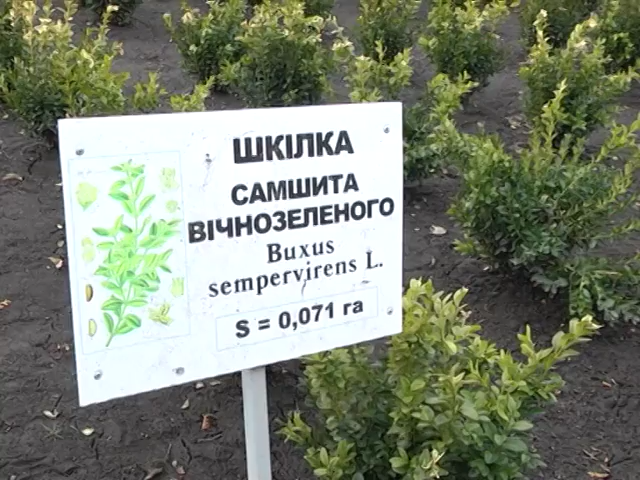 ШКІЛКА
САМШИТА
ВІЧНОЗЕЛЕНОГО
Buxus
sempervirens L.
S = 0,071 га